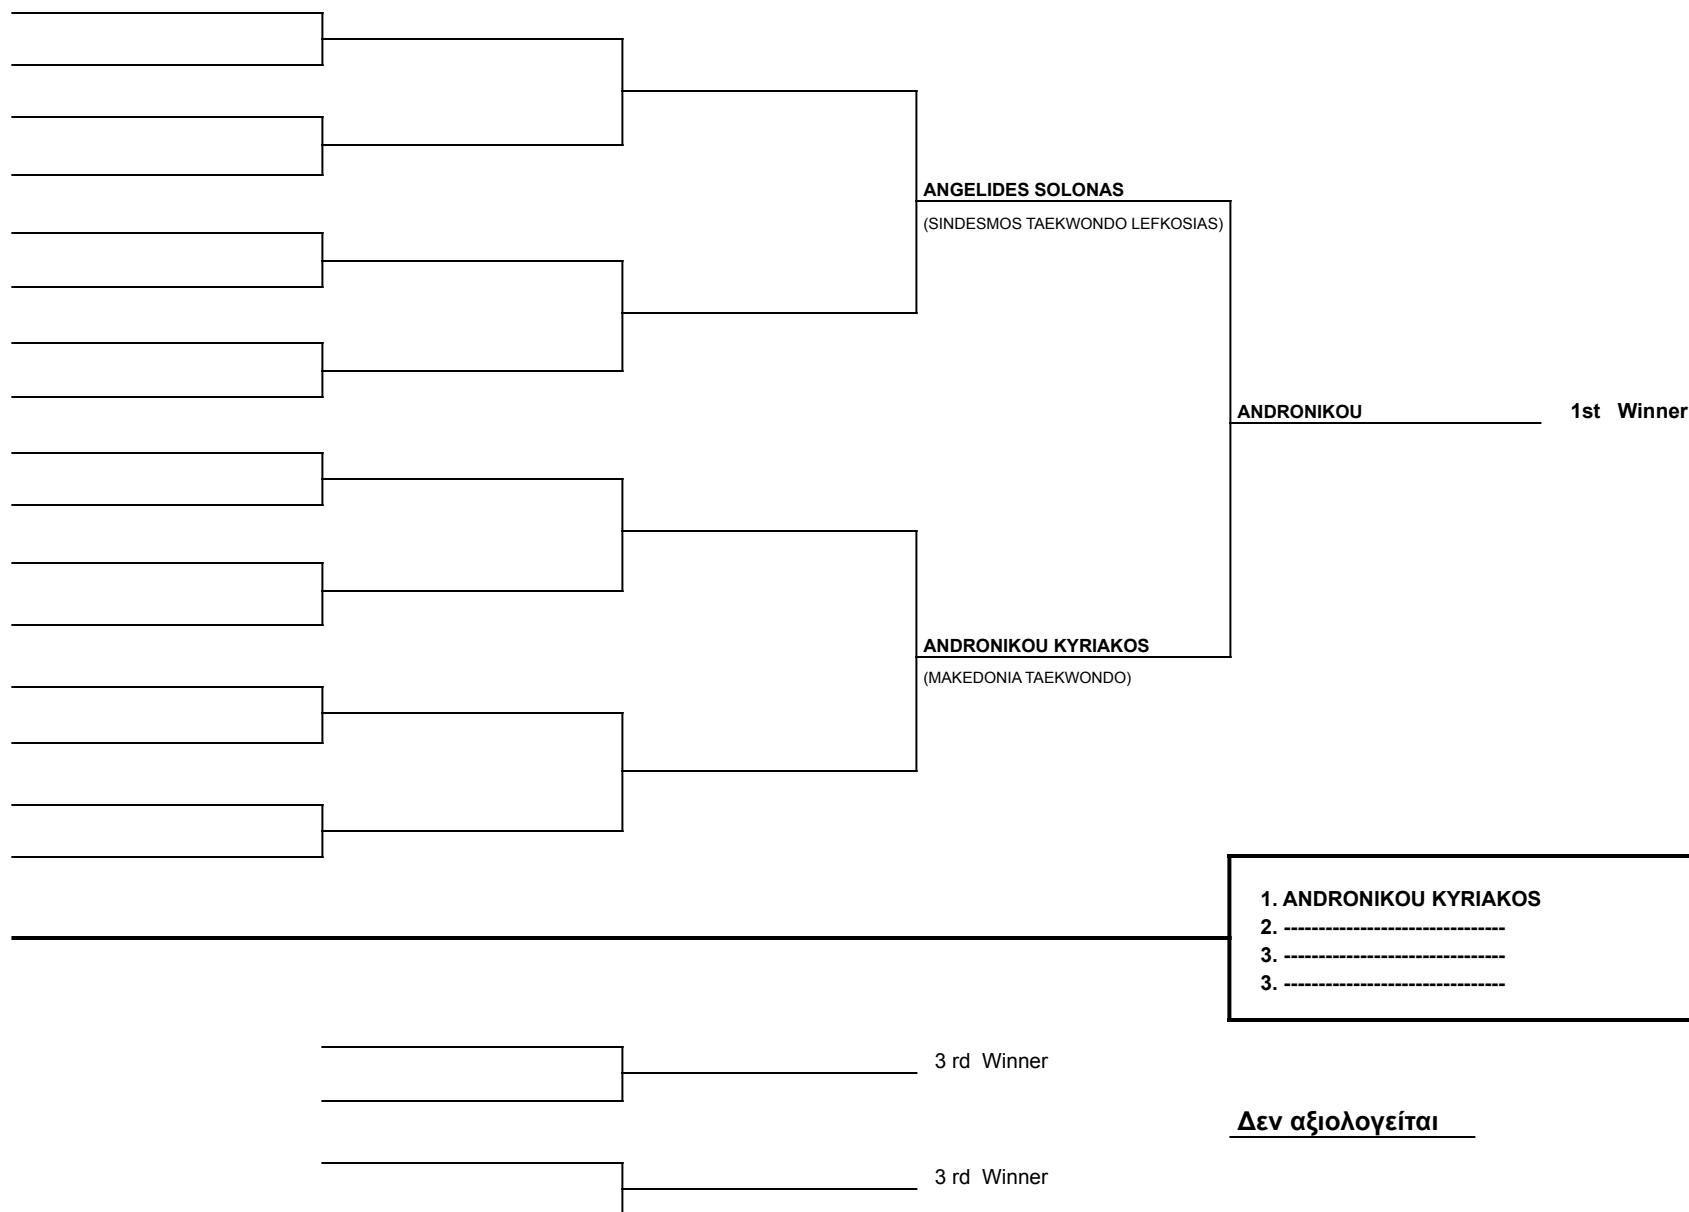 ANGELIDES SOLONAS
(SINDESMOS TAEKWONDO LEFKOSIAS)
ANDRONIKOU
1st Winner
ANDRONIKOU KYRIAKOS
(MAKEDONIA TAEKWONDO)
1. ANDRONIKOU KYRIAKOS
2. --------------------------------
3. --------------------------------
3. --------------------------------
3 rd Winner
Δεν αξιολογείται
3 rd Winner